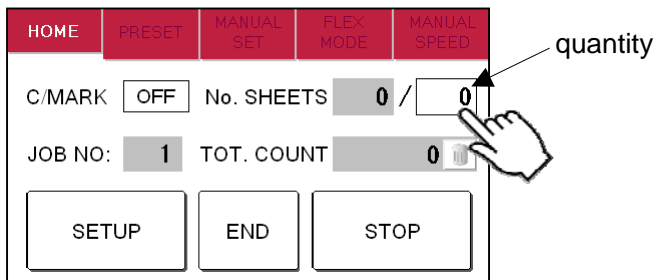 HOME PRESET MANUAL SET FLEX MODE MANUAL SPEED
quantity
C/MARK OFF No. SHEETS 0 / 0
JOB NO: 1 TOT. COUNT 0
SETUP END STOP